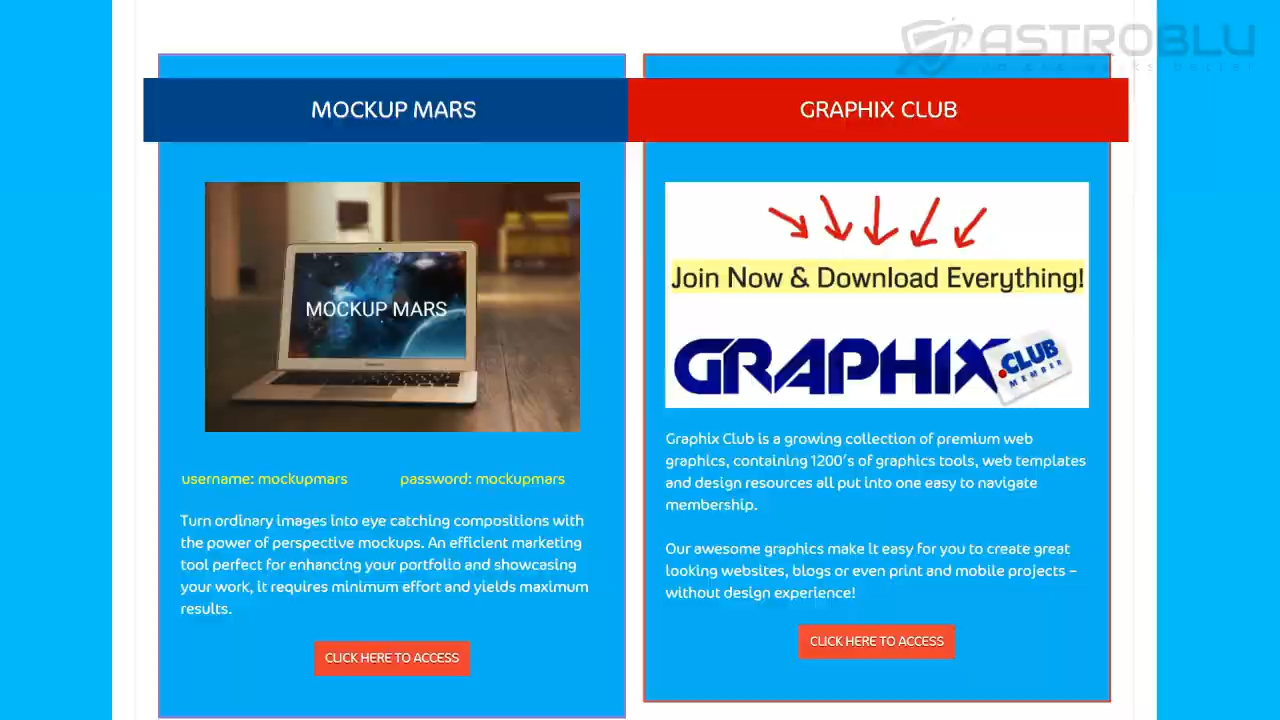 ASTROBLU
MOCKUP MARS
GRAPHIX CLUB
MOCKUP MARS
Join Now & Download Everything!
GRAPHIX
.CLUB
MEMBER
username: mockupmars password: mockupmars
Turn ordinary images into eye catching compositions with
the power of perspective mockups. An efficient marketing
tool perfect for enhancing your portfolio and showcasing
your work, it requires minimum effort and yields maximum
results.
CLICK HERE TO ACCESS
Graphix Club is a growing collection of premium web
graphics, containing 1200's of graphics tools, web templates
and design resources all put into one easy to navigate
membership.
Our awesome graphics make it easy for you to create great
looking websites, blogs or even print and mobile projects –
without design experience!
CLICK HERE TO ACCESS